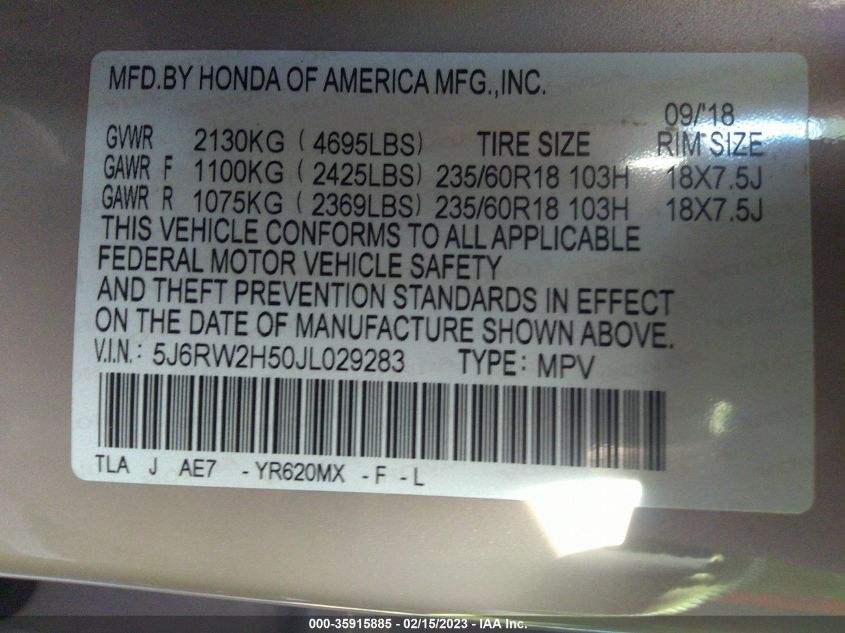 MFD.BY HONDA OF AMERICA MFG.,INC.
09/'18
GVWR 2130KG ( 4695LBS) TIRE SIZE RIM SIZE
GAWR F 1100KG ( 2425LBS) 235/60R18 103H 18X7.5J
GAWR R 1075KG ( 2369LBS) 235/60R18 103H 18X7.5J
THIS VEHICLE CONFORMS TO ALL APPLICABLE
FEDERAL MOTOR VEHICLE SAFETY
AND THEFT PREVENTION STANDARDS IN EFFECT
ON THE DATE OF MANUFACTURE SHOWN ABOVE.
V.I.N.: 5J6RW2H50JL029283 TYPE: MPV
TLA J AE7 - YR620MX - F - L
000-35915885 - 02/15/2023 - IAA Inc.